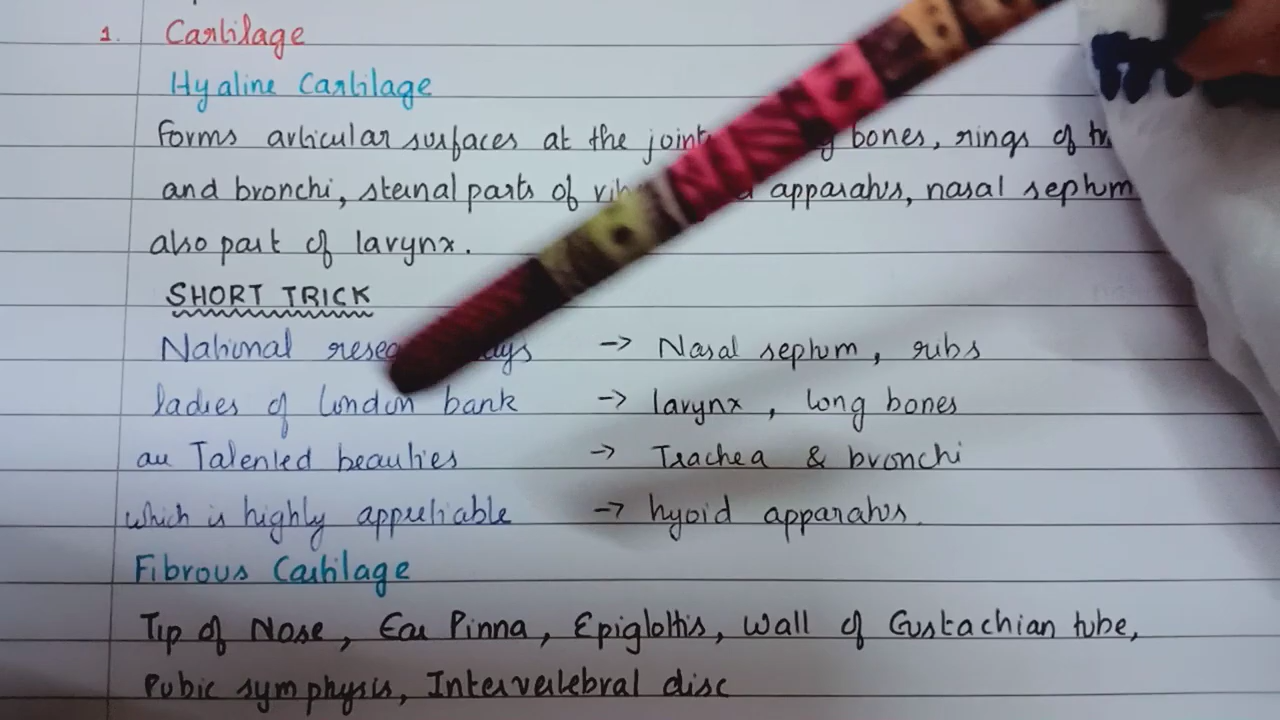 1. Cartilage
Hyaline Cartilage
Forms articular surfaces at the joint bones, rings of
and bronchi, sternal parts of apparatus, nasal septum
also part of larynx.
SHORT TRICK
National → Nasal septum, ribs
ladies of london bank → larynx, long bones
are Talented beauties → Trachea & bronchi
which is highly appreliable → hyoid apparatus.
Fibrous Cartilage
Tip of Nose, Ear Pinna, Epiglottis, Wall of Eustachian tube,
Pubic symphysis, Intervertebral disc